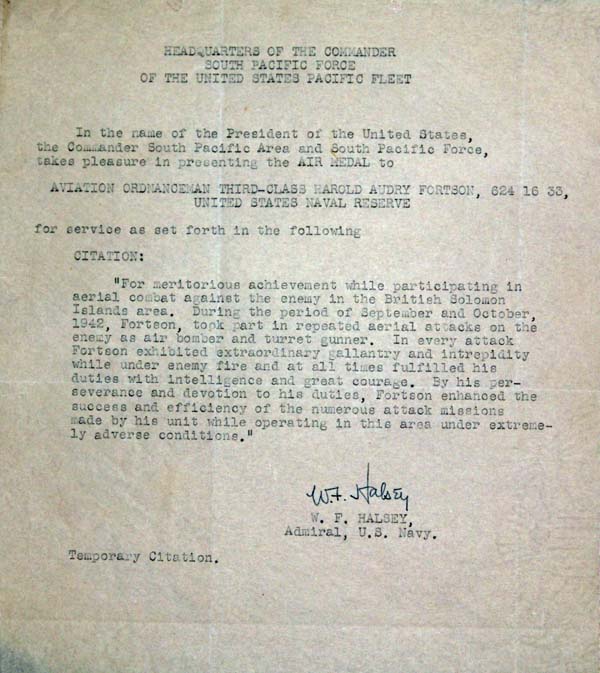 HEADQUARTERS OF THE COMMANDER
SOUTH PACIFIC FORCE
OF THE UNITED STATES PACIFIC FLEET
In the name of the President of the United States,
the Commander South Pacific Area and South Pacific Force,
takes pleasure in presenting the AIR MEDAL to
AVIATION ORDNANCEMAN THIRD-CLASS HAROLD AUDRY FORTSON, 624 16 33,
UNITED STATES NAVAL RESERVE
for service as set forth in the following
CITATION:
"For meritorious achievement while participating in
aerial combat against the enemy in the British Solomon
Islands area. During the period of September and October,
1942, Fortson, took part in repeated aerial attacks on the
enemy as air bomber and turret gunner. In every attack
Fortson exhibited extraordinary gallantry and intrepidity
while under enemy fire and at all times fulfilled his
duties with intelligence and great courage. By his per-
severance and devotion to his duties, Fortson enhanced the
success and efficiency of the numerous attack missions
made by his unit while operating in this area under extreme-
ly adverse conditions."
W.F. Halsey
W. F. HALSEY,
Admiral, U.S. Navy.
Temporary Citation.